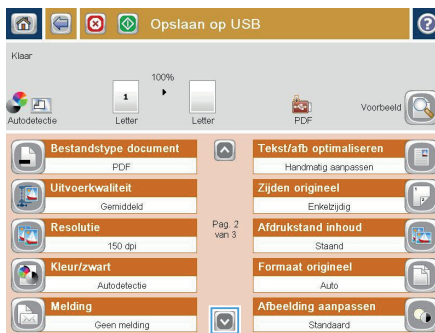 Opslaan op USB
?
Klaar
100%
1
Autodetectie
Letter
Letter
PDF
Voorbeeld
Bestandstype document
PDF
Tekst/afb optimaliseren
Handmatig aanpassen
Uitvoerkwaliteit
Gemiddeld
Zijden origineel
Enkelzijdig
Resolutie
150 dpi
Pag. 2
van 3
Afdrukstand inhoud
Staand
Kleur/zwart
Autodetectie
Formaat origineel
Auto
Melding
Geen melding
Afbeelding aanpassen
Standaard